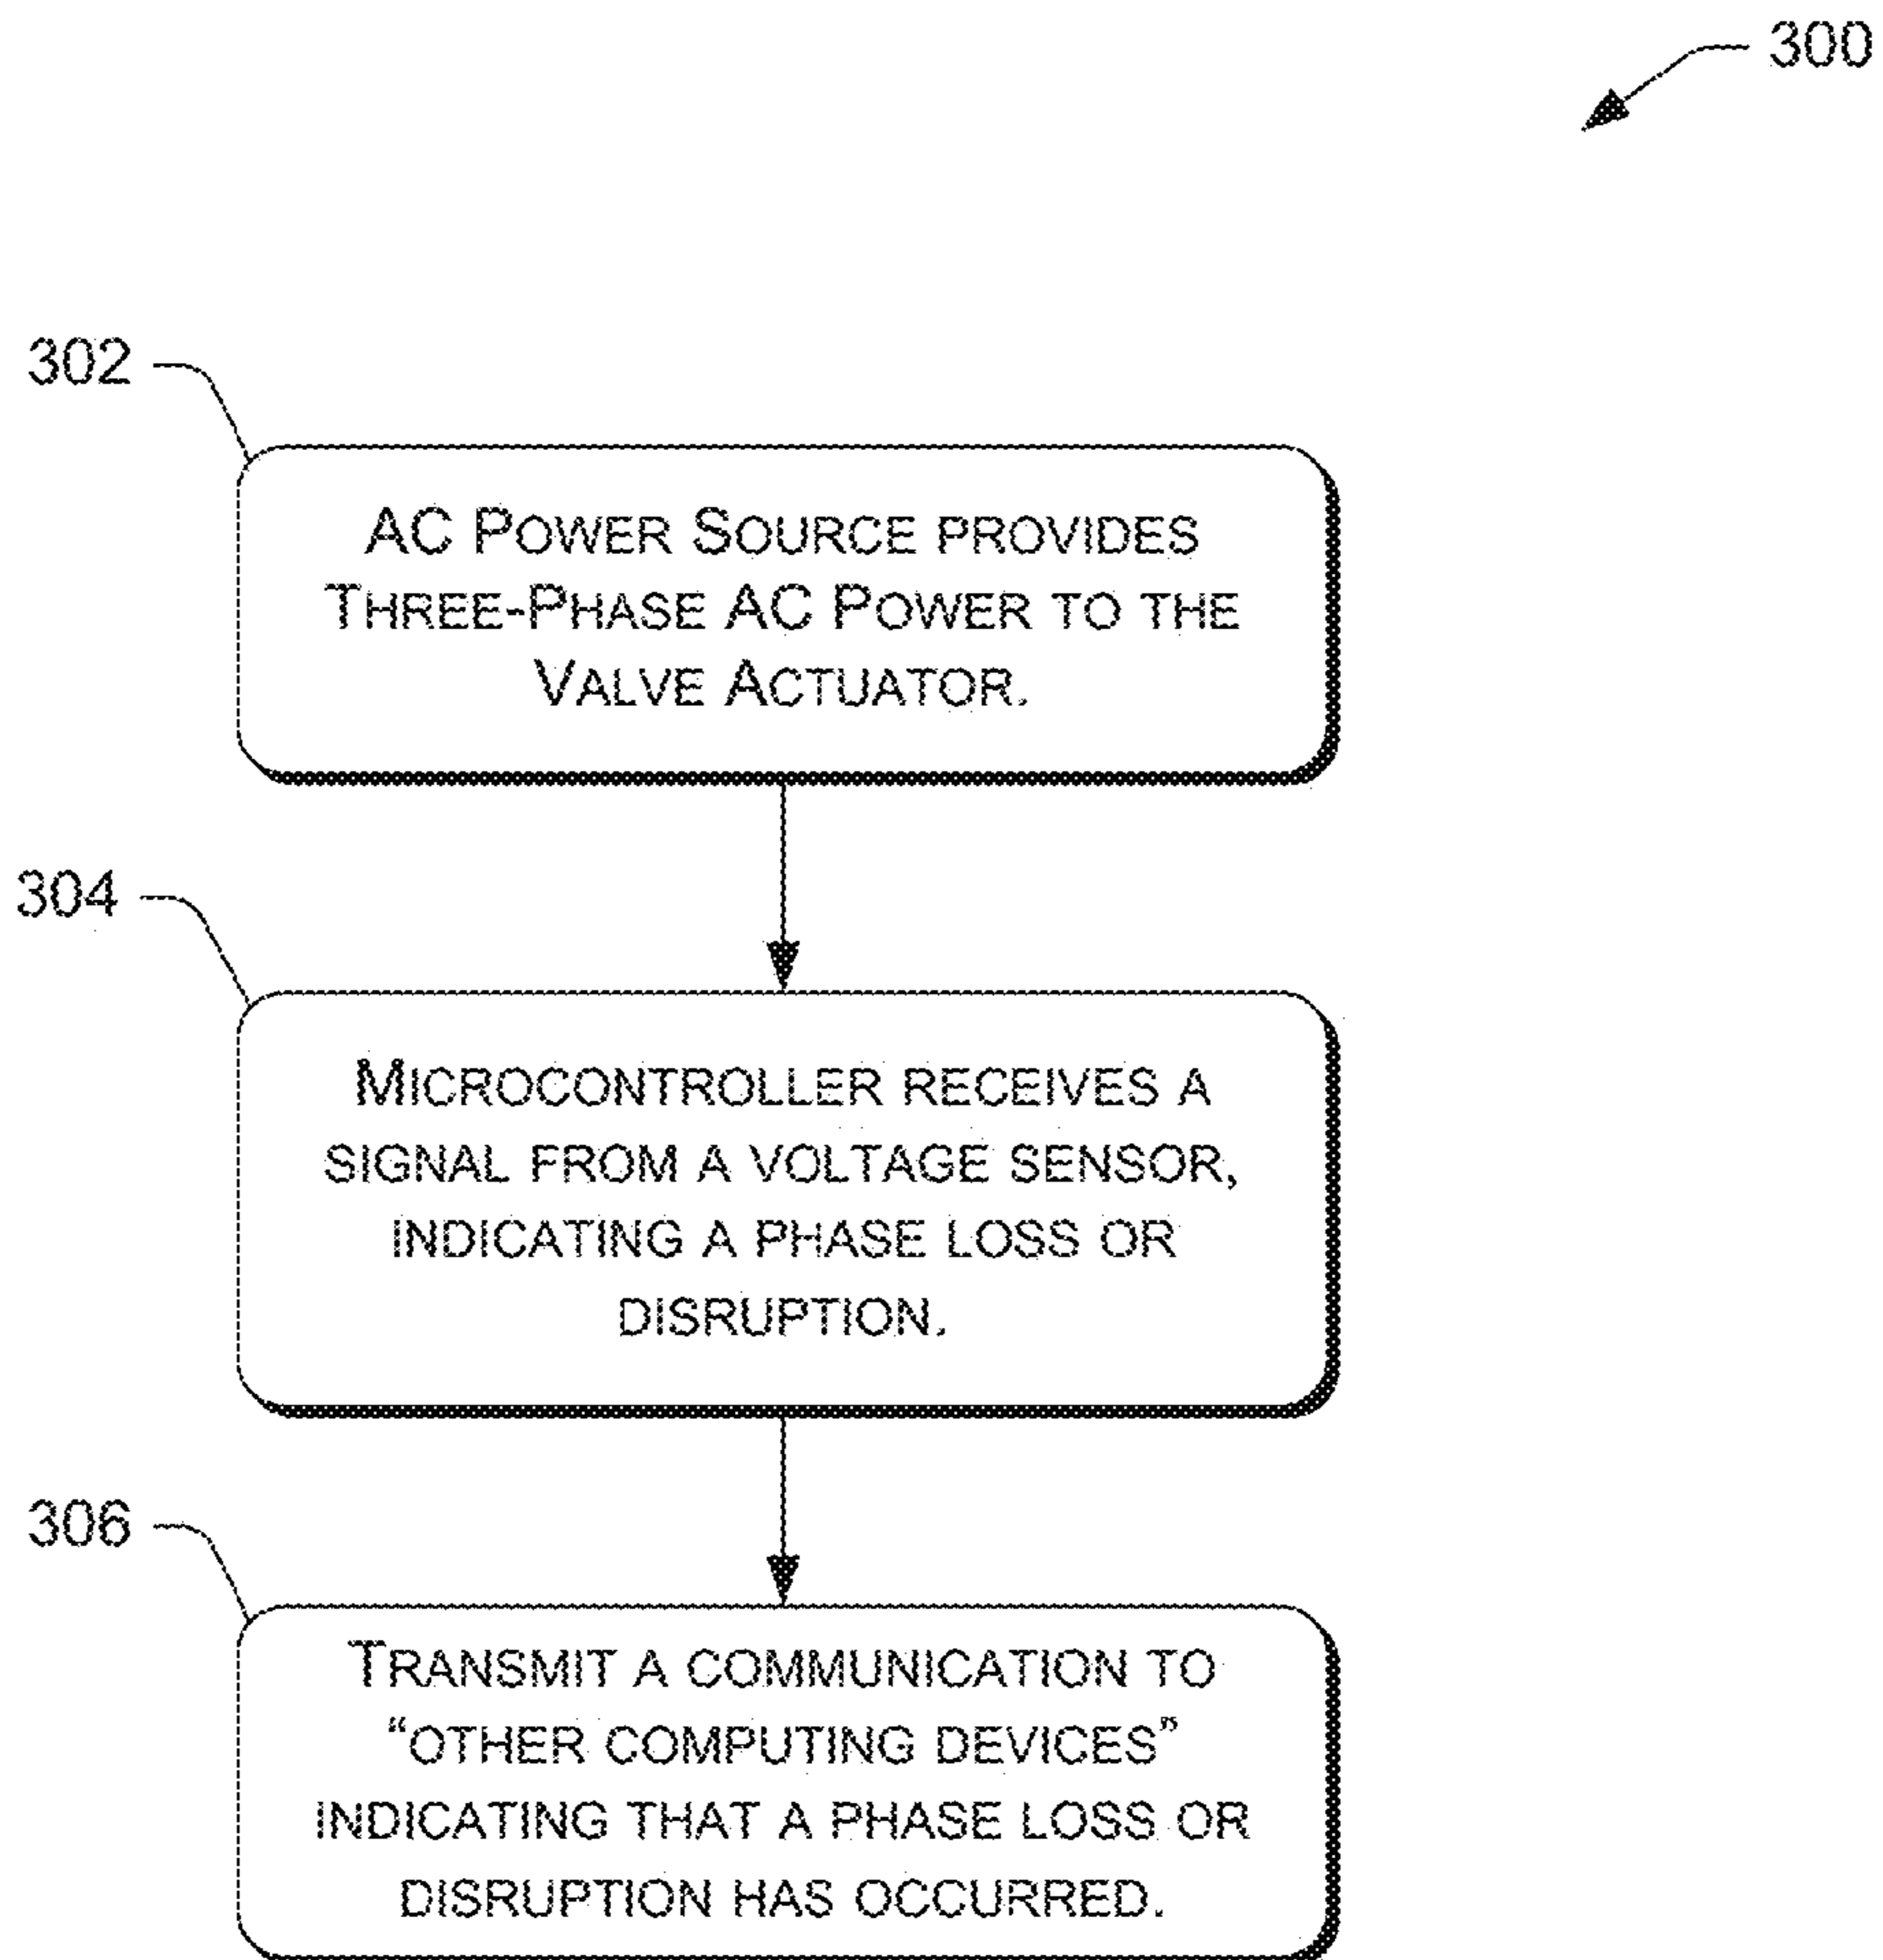 300
302
AC POWER SOURCE PROVIDES
THREE-PHASE AC POWER TO THE
VALVE ACTUATOR.
304
MICROCONTROLLER RECEIVES A
SIGNAL FROM A VOLTAGE SENSOR,
INDICATING A PHASE LOSS OR
DISRUPTION.
306
TRANSMIT A COMMUNICATION TO
“OTHER COMPUTING DEVICES”
INDICATING THAT A PHASE LOSS OR
DISRUPTION HAS OCCURRED.